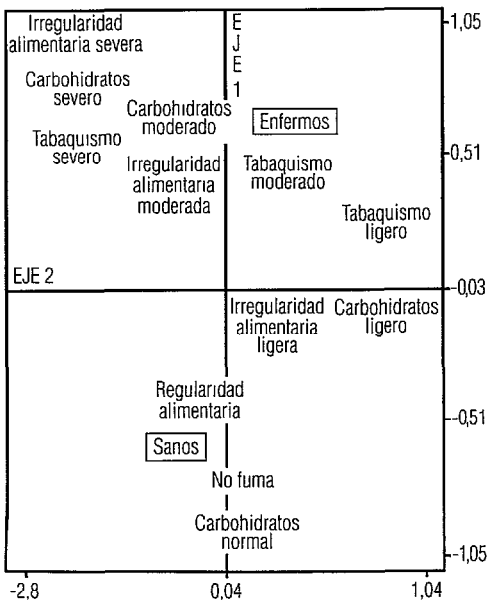 Irregularidad
alimentaria severa
E
J
E
1
1,05
Carbohidratos
severo
Carbohidratos
moderado
Enfermos
Tabaquismo
severo
0,51
Irregularidad
alimentaria
moderada
Tabaquismo
moderado
Tabaquismo
ligero
EJE 2
-0,03
Irregularidad
alimentaria
ligera
Carbohidratos
ligero
Regularidad
alimentaria
-0,51
Sanos
No fuma
Carbohidratos
normal
-1,05
-2,8
0,04
1,04